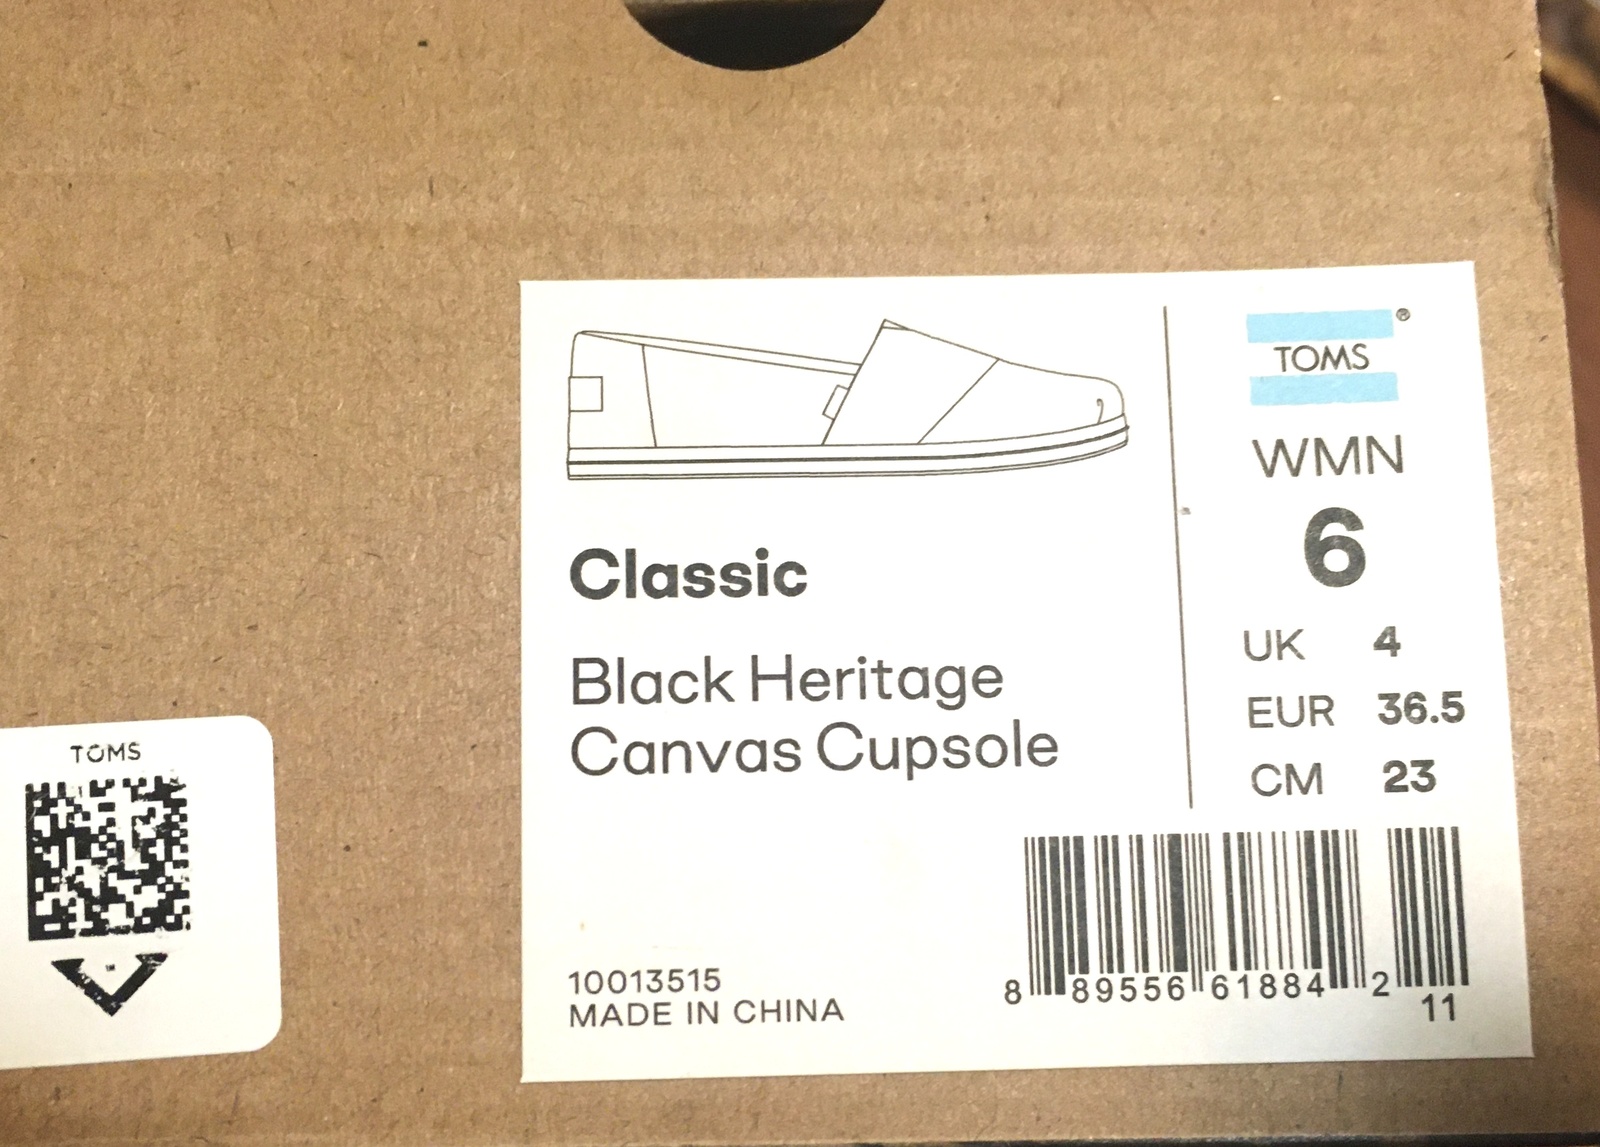 TOMS®
WMN
6
UK 4
EUR 36.5
CM 23
Classic
Black Heritage
Canvas Cupsole
10013515
MADE IN CHINA
8 89556 61884 2
11
TOMS